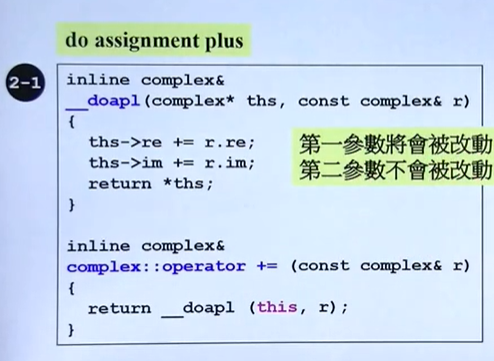 do assignment plus
2-1
inline complex&
__doapl(complex* ths, const complex& r)
{
ths->re += r.re;
ths->im += r.im;
return *ths;
}
第一參數將會被改動
第二參數不會被改動
inline complex&
complex::operator += (const complex& r)
{
return __doapl (this, r);
}